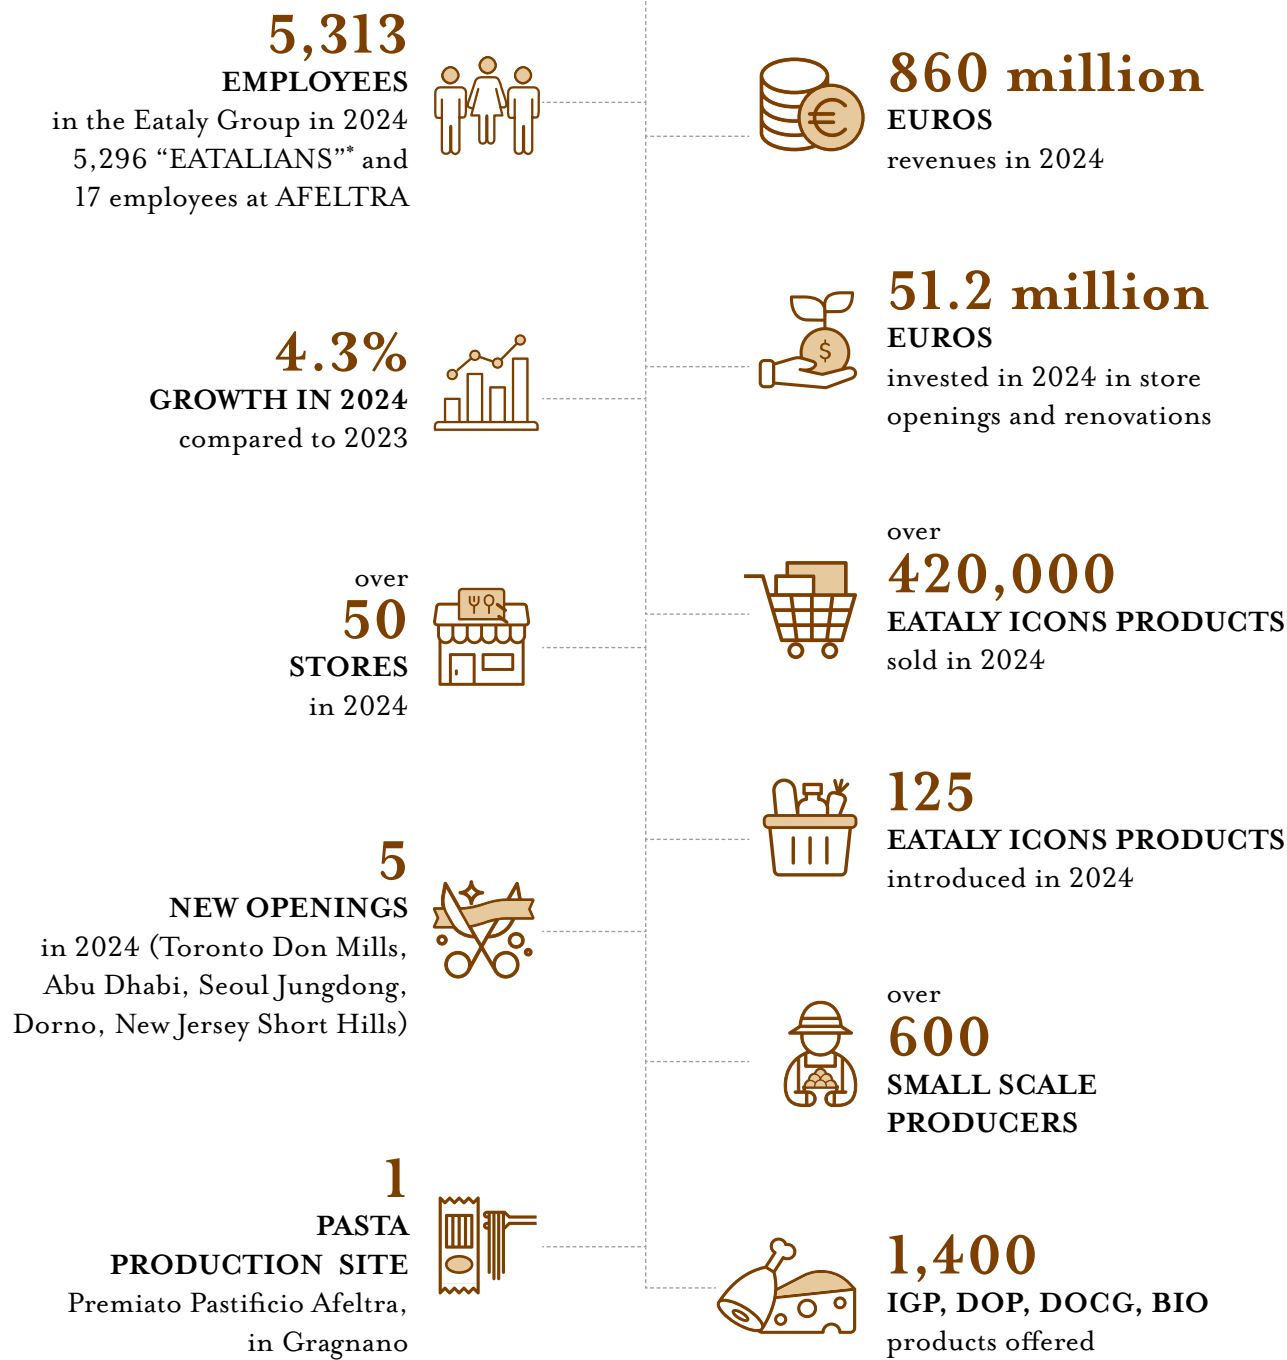 5,313
EMPLOYEES
in the Eataly Group in 2024
5,296 “EATALIANS”* and
17 employees at AFELTRA
4.3%
GROWTH IN 2024
compared to 2023
over
50
STORES
in 2024
5
NEW OPENINGS
in 2024 (Toronto Don Mills,
Abu Dhabi, Seoul Jungdong,
Dorno, New Jersey Short Hills)
1
PASTA
PRODUCTION SITE
Premiato Pastificio Afeltra,
in Gragnano
860 million
EUROS
revenues in 2024
51.2 million
EUROS
invested in 2024 in store
openings and renovations
over
420,000
EATALY ICONS PRODUCTS
sold in 2024
125
EATALY ICONS PRODUCTS
introduced in 2024
over
600
SMALL SCALE
PRODUCERS
1,400
IGP, DOP, DOCG, BIO
products offered